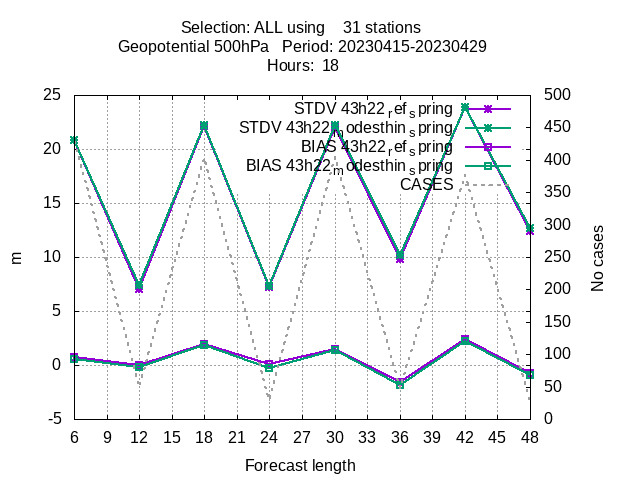 Selection: ALL using    31 stations
Geopotential 500hPa   Period: 20230415-20230429
Hours:  18
STDV 43h22_ref_spring
STDV 43h22_modesthin_spring
BIAS 43h22_ref_spring
BIAS 43h22_modesthin_spring
CASES
25
20
15
10
5
0
-5
m
500
450
400
350
300
250
200
150
100
50
0
No cases
6 9 12 15 18 21 24 27 30 33 36 39 42 45 48
Forecast length